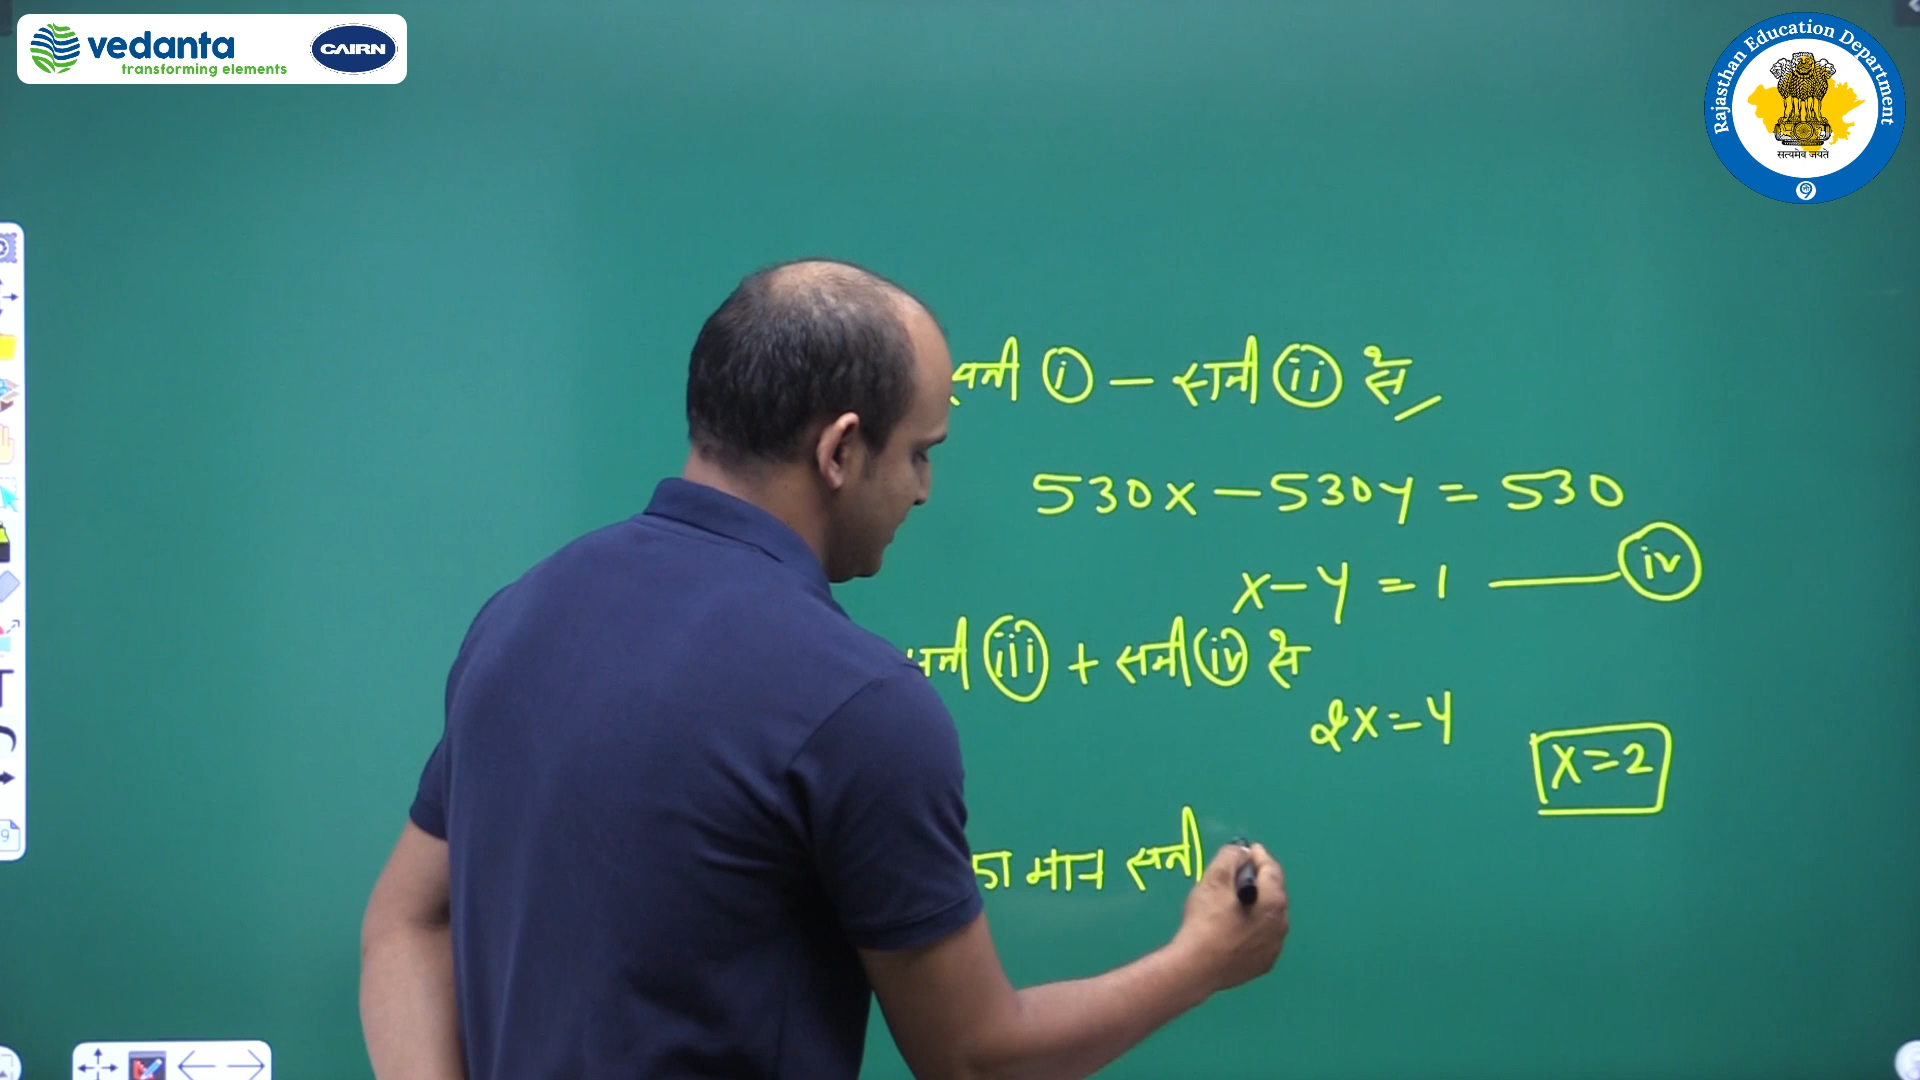 vedanta
transforming elements
CAIRN
Rajasthan Education Department
सत्यमेव जयते
समी (i) – समी (ii) से
530x – 530y = 530
x – y = 1 (iv)
समी (iii) + समी (iv) से
2x = 4
x = 2
का मान समी